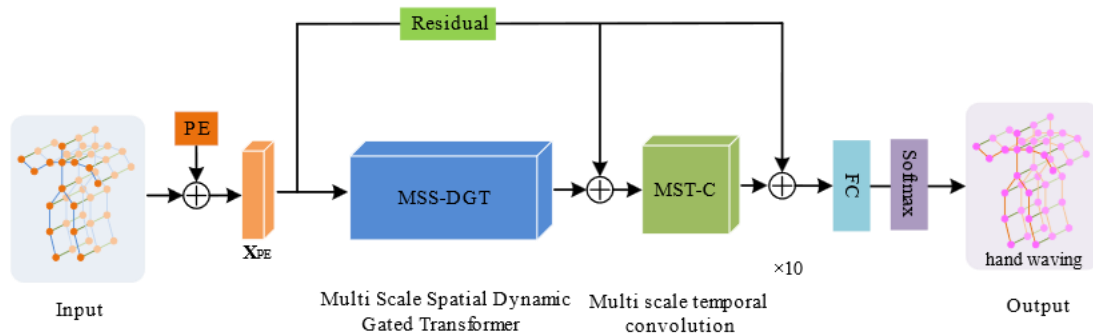 Residual
PE
MSS-DGT
MST-C
FC
Softmax
X_PE
hand waving
×10
Input
Multi Scale Spatial Dynamic
Gated Transformer
Multi scale temporal
convolution
Output